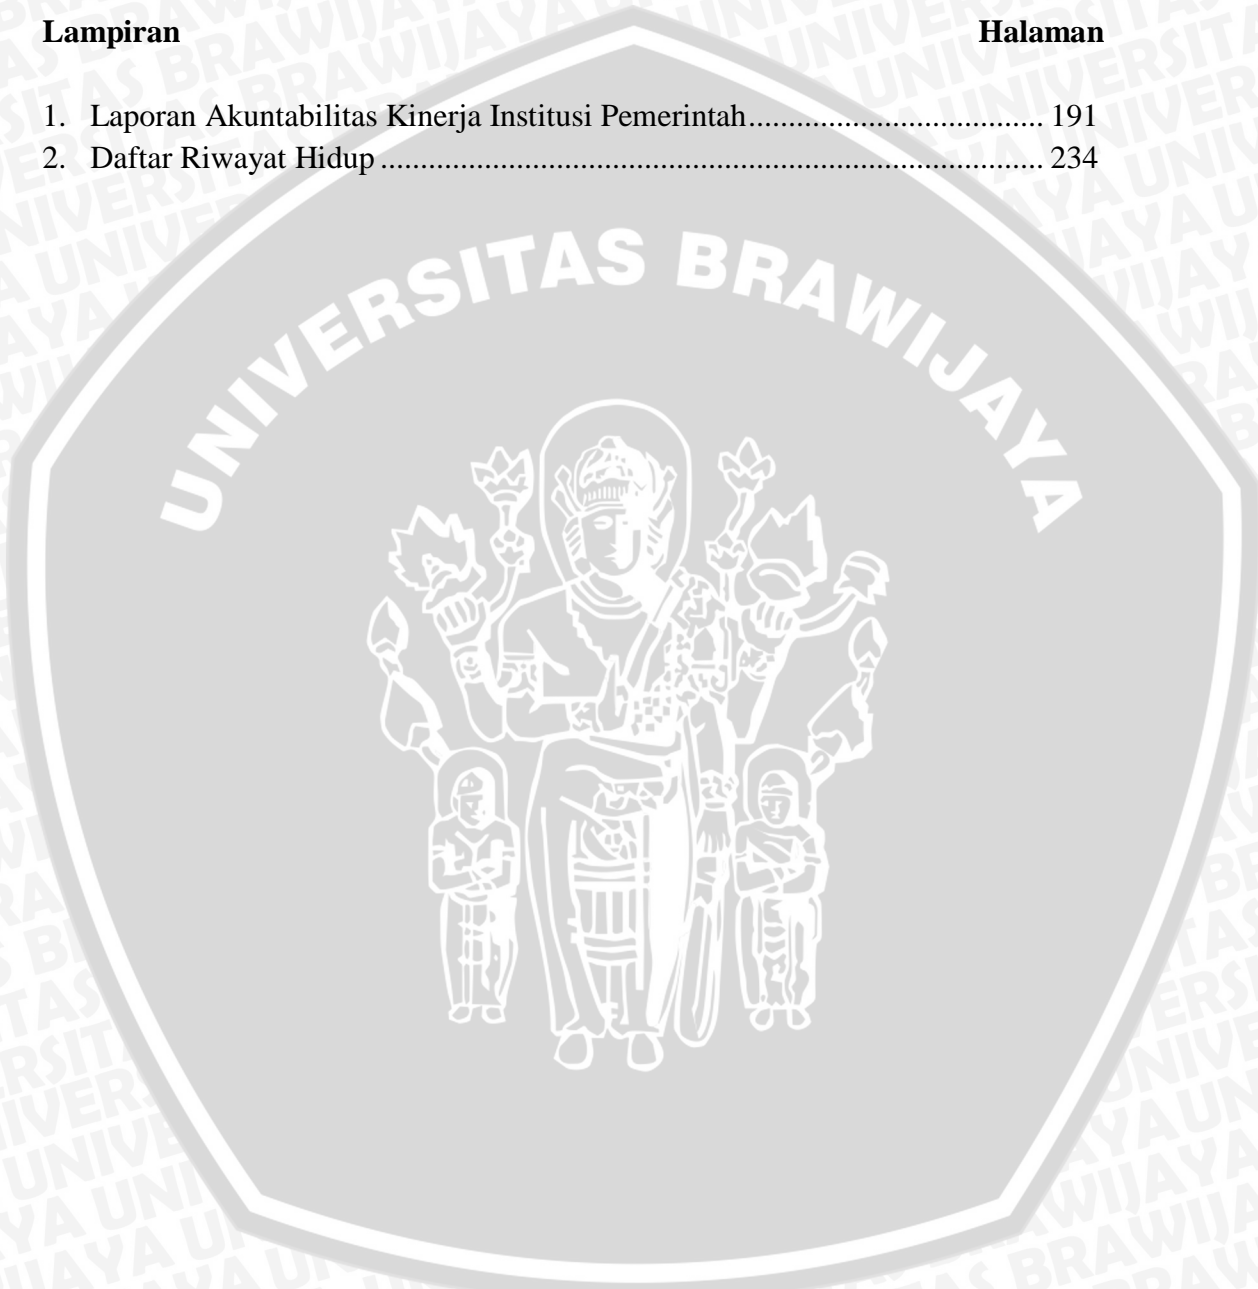 Lampiran Halaman
1. Laporan Akuntabilitas Kinerja Institusi Pemerintah..................................... 191
2. Daftar Riwayat Hidup ................................................................................... 234
UNIVERSITAS BRAWIJAYA